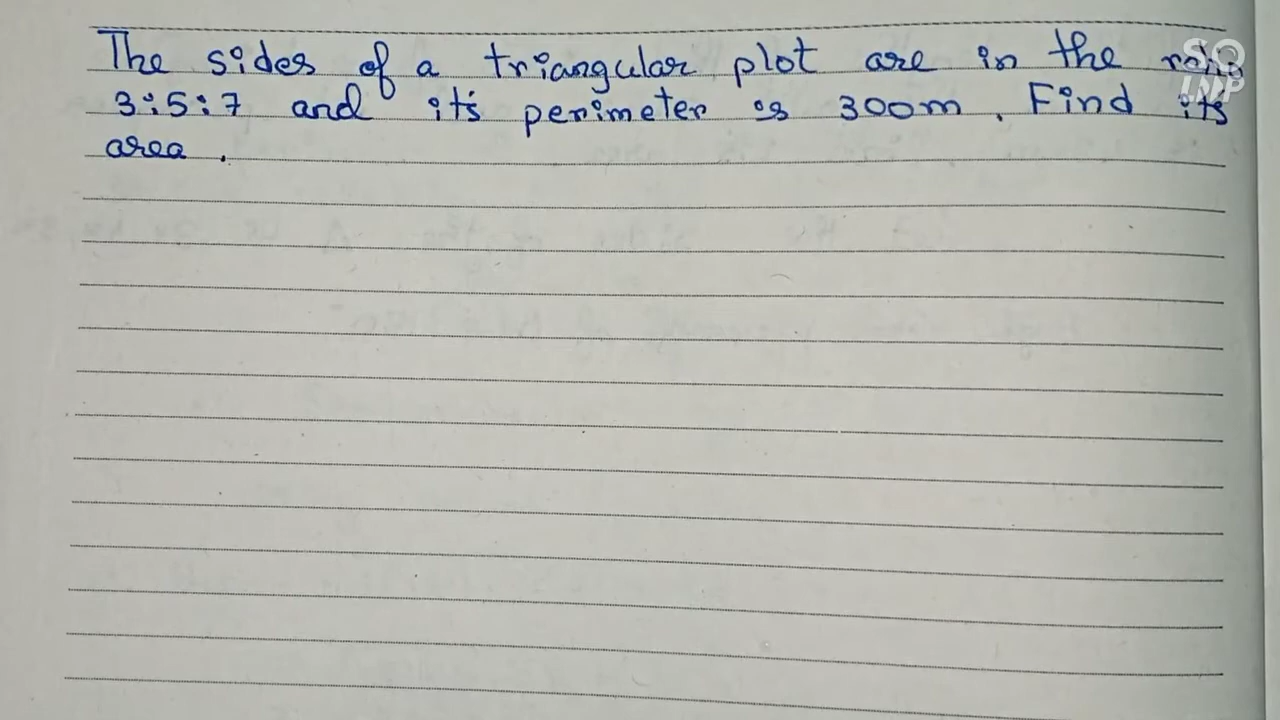 The sides of a triangular plot are in the ratio
3:5:7 and its perimeter is 300m. Find its
area.